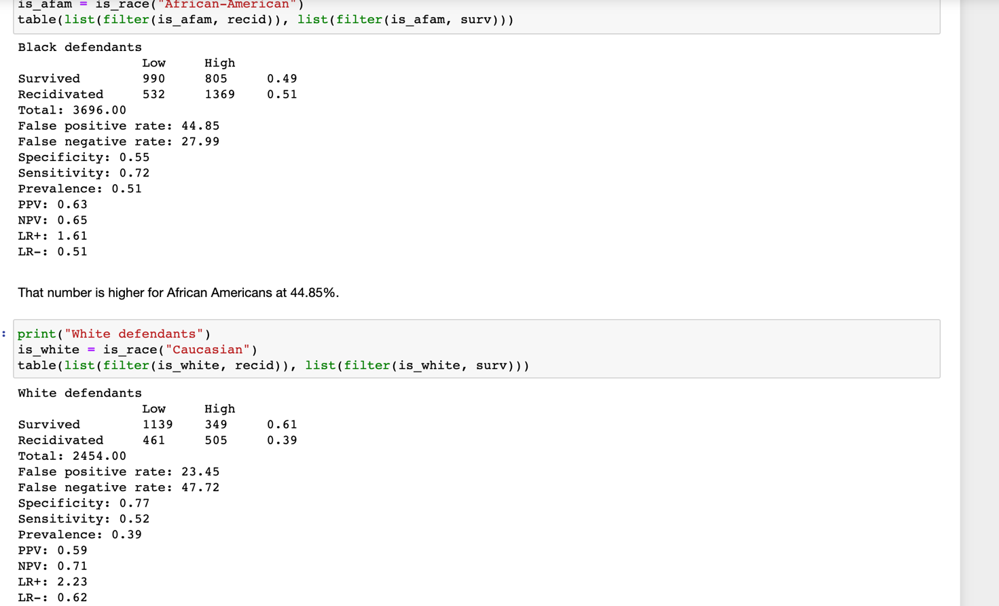 is_afam = is_race("African-American")
table(list(filter(is_afam, recid)), list(filter(is_afam, surv)))
Black defendants
Low High
Survived 990 805 0.49
Recidivated 532 1369 0.51
Total: 3696.00
False positive rate: 44.85
False negative rate: 27.99
Specificity: 0.55
Sensitivity: 0.72
Prevalence: 0.51
PPV: 0.63
NPV: 0.65
LR+: 1.61
LR-: 0.51
That number is higher for African Americans at 44.85%.
: print("White defendants")
is_white = is_race("Caucasian")
table(list(filter(is_white, recid)), list(filter(is_white, surv)))
White defendants
Low High
Survived 1139 349 0.61
Recidivated 461 505 0.39
Total: 2454.00
False positive rate: 23.45
False negative rate: 47.72
Specificity: 0.77
Sensitivity: 0.52
Prevalence: 0.39
PPV: 0.59
NPV: 0.71
LR+: 2.23
LR-: 0.62